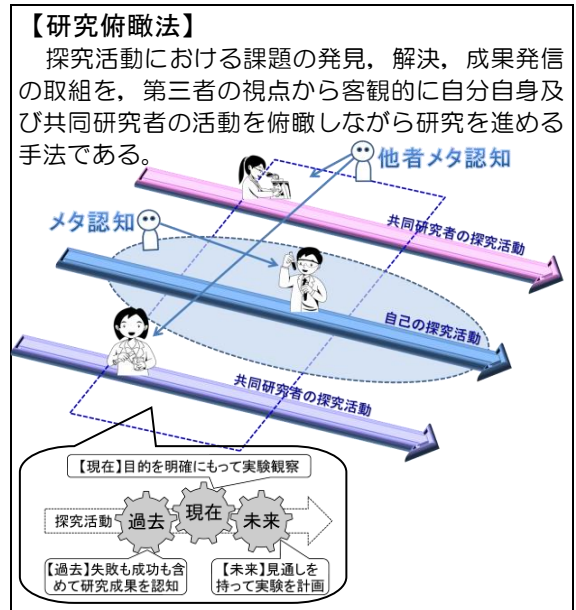 【研究俯瞰法】
探究活動における課題の発見，解決，成果発信
の取組を，第三者の視点から客観的に自分自身及
び共同研究者の活動を俯瞰しながら研究を進める
手法である。
他者メタ認知
メタ認知
共同研究者の探究活動
自己の探究活動
共同研究者の探究活動
【現在】目的を明確にもって実験観察
探究活動
過去
現在
未来
【過去】失敗も成功も含
めて研究成果を認知
【未来】見通しを
持って実験を計画